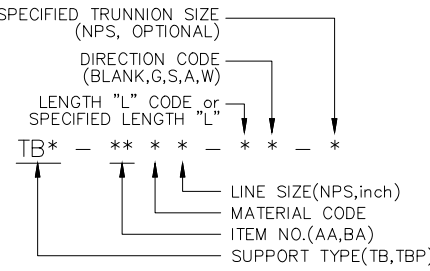 SPECIFIED TRUNNION SIZE
(NPS, OPTIONAL)
DIRECTION CODE
(BLANK,G,S,A,W)
LENGTH "L" CODE or
SPECIFIED LENGTH "L"
TB* - ** * * - * * - *
LINE SIZE(NPS,inch)
MATERIAL CODE
ITEM NO.(AA,BA)
SUPPORT TYPE(TB,TBP)